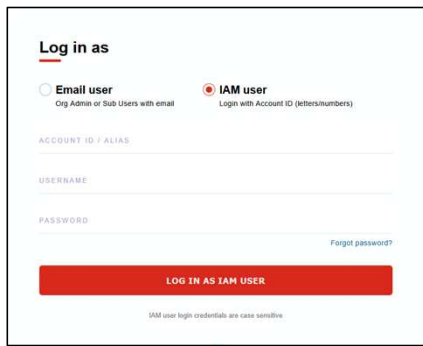 Log in as
Email user
Org Admin or Sub Users with email
IAM user
Login with Account ID (letters/numbers)
ACCOUNT ID / ALIAS
USERNAME
PASSWORD
Forgot password?
LOG IN AS IAM USER
IAM user login credentials are case sensitive